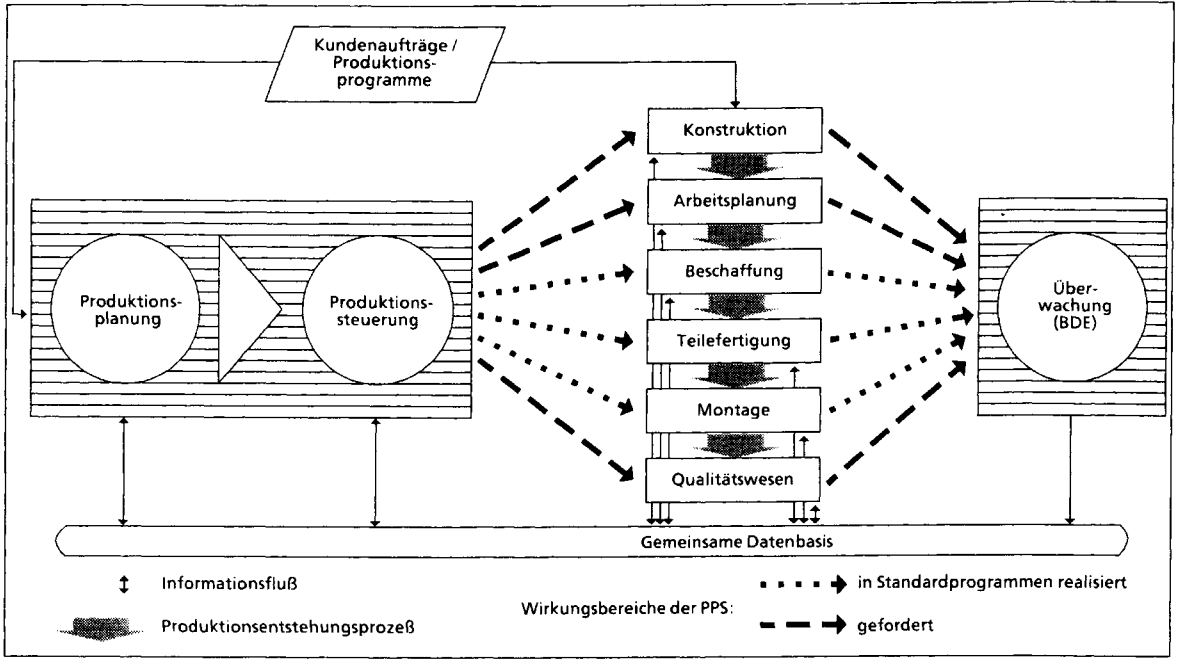 Kundenaufträge /
Produktions-
programme
Konstruktion
Arbeitsplanung
Beschaffung
Teilefertigung
Montage
Qualitätswesen
Produktions-
planung
Produktions-
steuerung
Über-
wachung
(BDE)
Gemeinsame Datenbasis
Informationsfluß
Produktionsentstehungsprozeß
Wirkungsbereiche der PPS:
in Standardprogrammen realisiert
gefordert